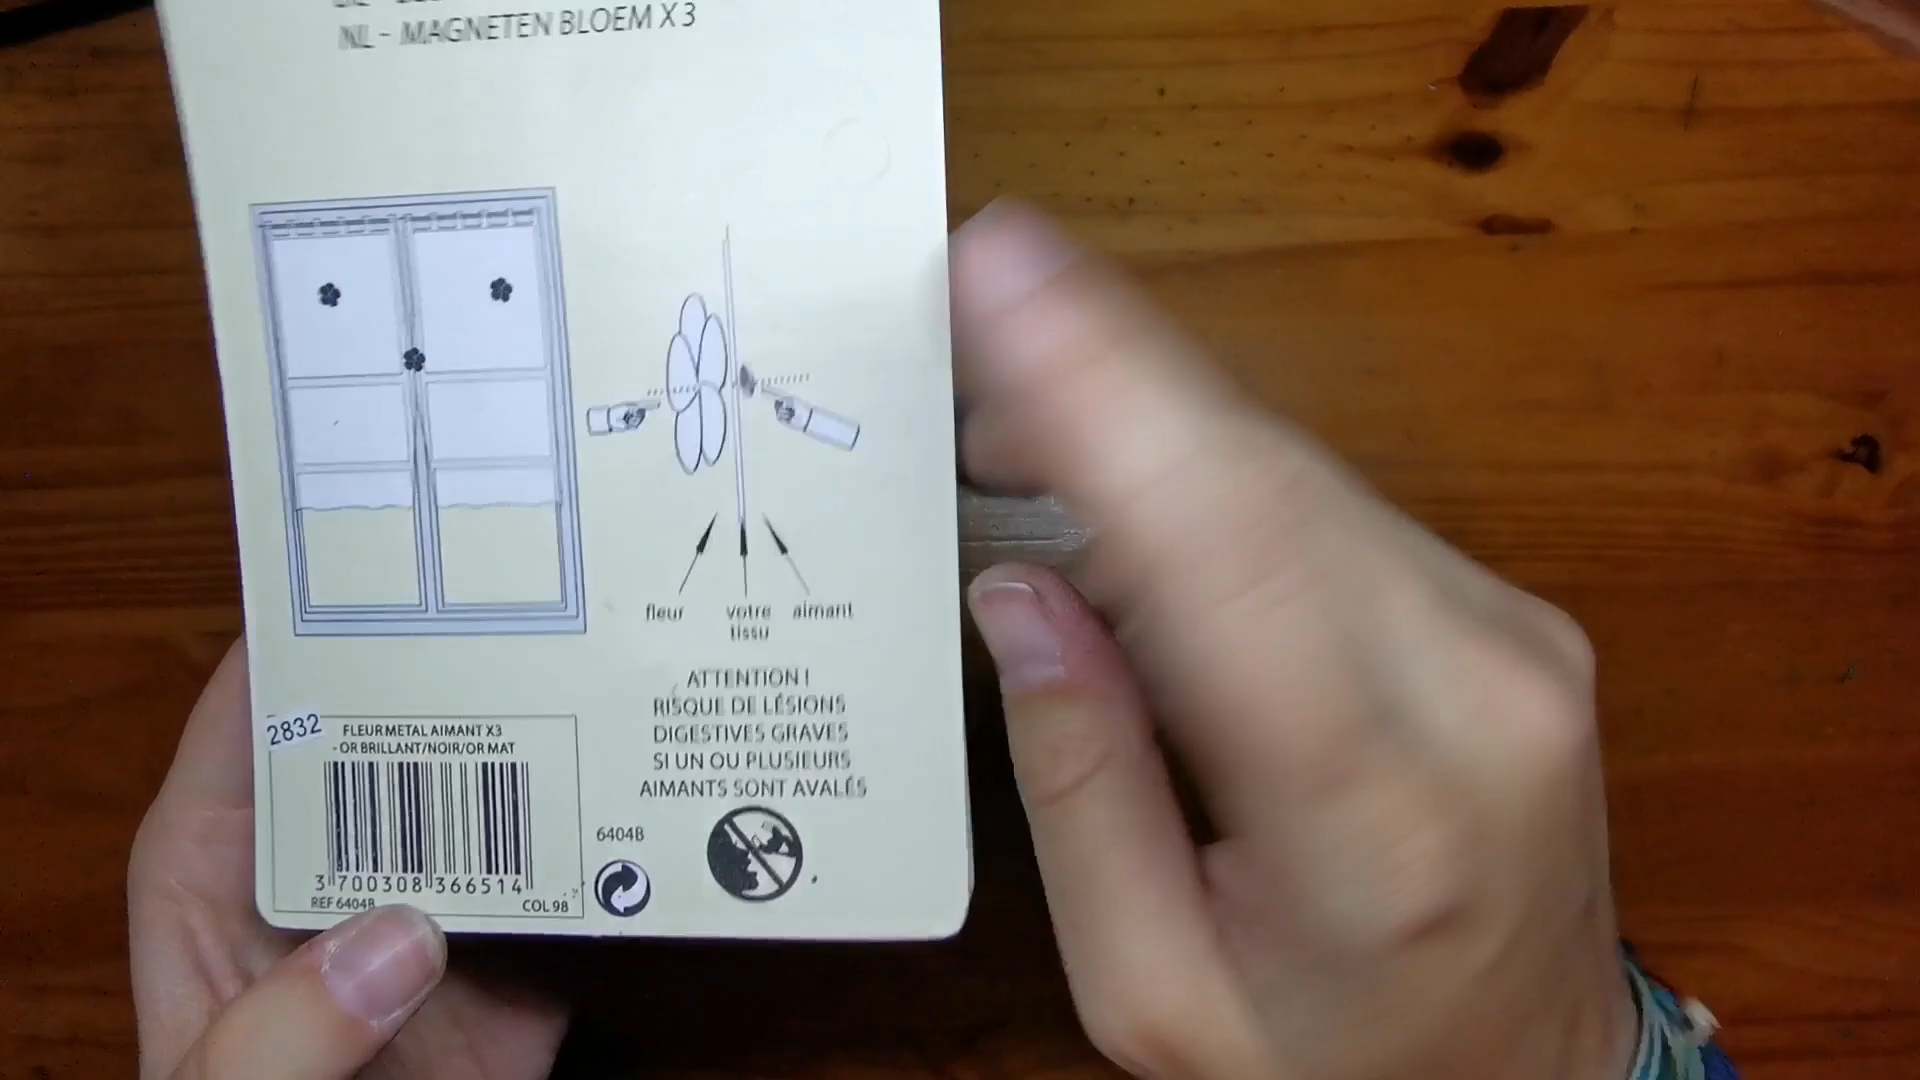 NL - MAGNETEN BLOEM X 3
fleur
votre
tissu
aimant
ATTENTION !
RISQUE DE LÉSIONS
DIGESTIVES GRAVES
SI UN OU PLUSIEURS
AIMANTS SONT AVALÉS
2832
FLEUR METAL AIMANT X3
- OR BRILLANT/NOIR/OR MAT
3 700308 366514
REF 6404B
COL 98
6404B